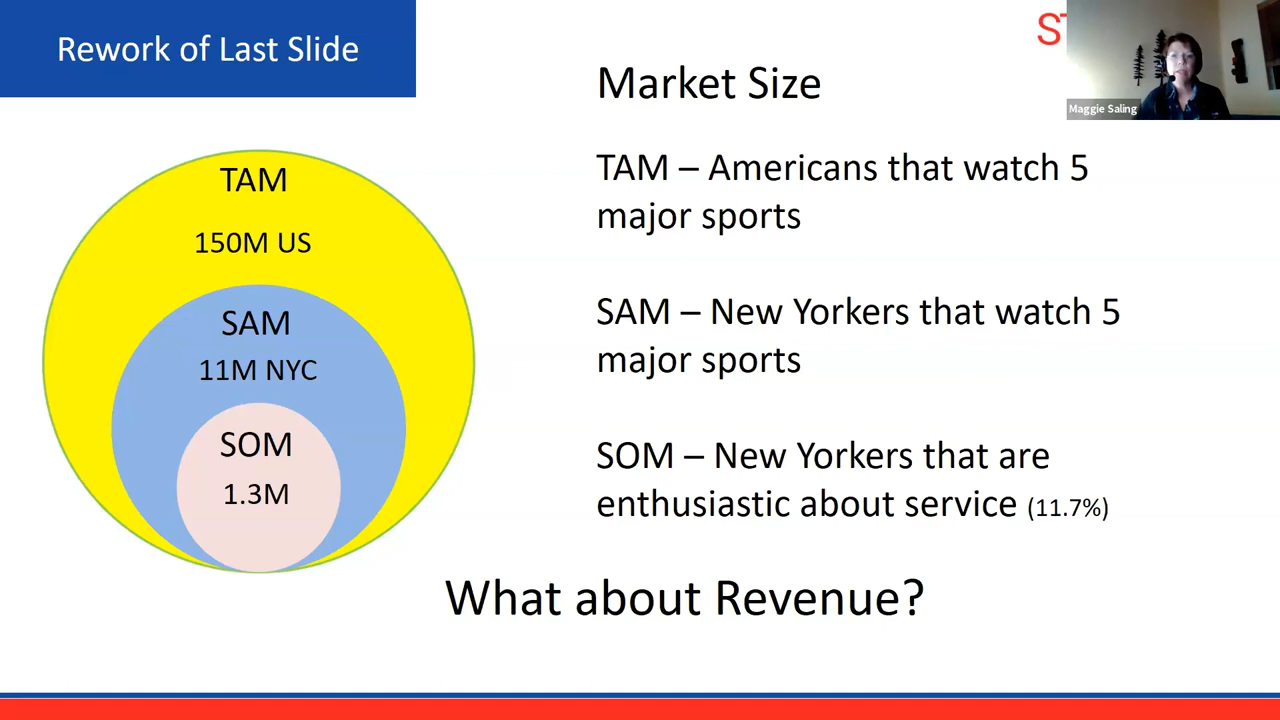 Rework of Last Slide
Market Size
Maggie Saling
TAM
150M US
SAM
11M NYC
SOM
1.3M
TAM – Americans that watch 5
major sports
SAM – New Yorkers that watch 5
major sports
SOM – New Yorkers that are
enthusiastic about service (11.7%)
What about Revenue?